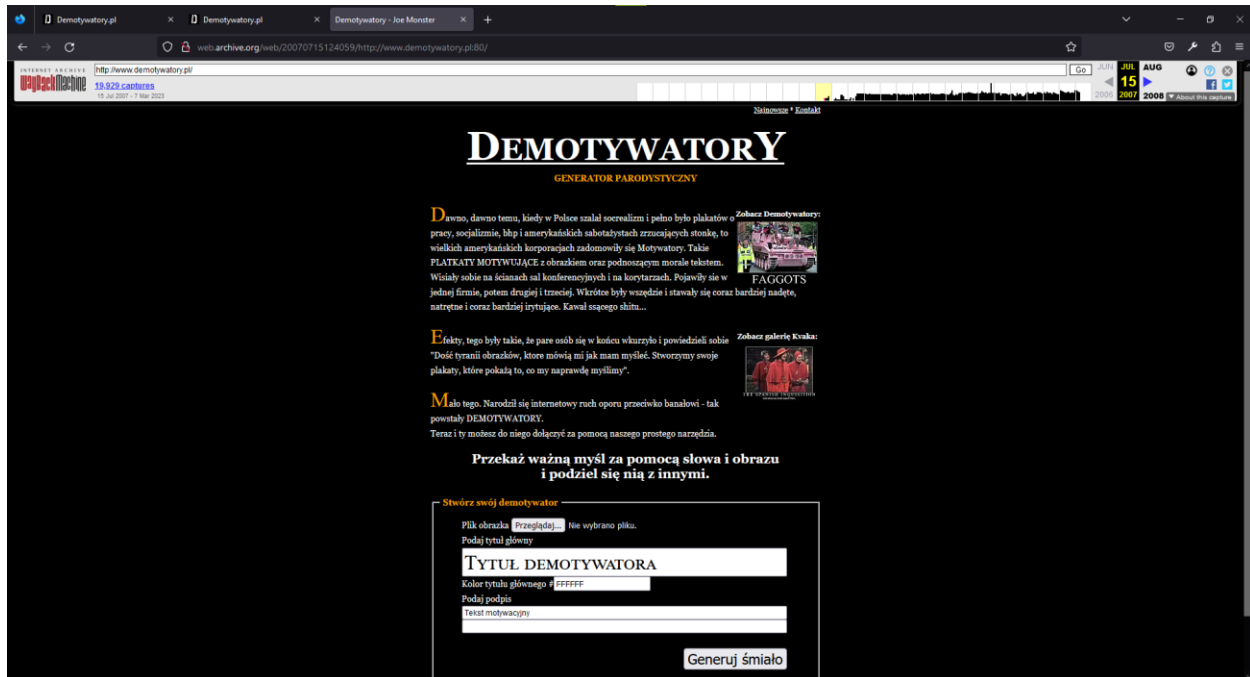 Demotywatory.pl
Demotywatory.pl
Demotywatory - Joe Monster
web.archive.org/web/20070715124059/http://www.demotywatory.pl:80/
INTERNET ARCHIVE
WayBackMachine
http://www.demotywatory.pl/
Go
JUN
JUL
AUG
19,929 captures
15 Jul 2007 - 7 Mar 2023
15
2006
2007
2008
About this capture
Najnowsze * Kontakt
DEMOTYWATORY
GENERATOR PARODYSTYCZNY
Dawno, dawno temu, kiedy w Polsce szalał socrealizm i pełno było plakatów o
pracy, socjalizmie, bhp i amerykańskich sabotażystach zrzucających stonkę, to
wielkich amerykańskich korporacjach zadomowiły się Motywatory. Takie
PLATKATY MOTYWUJĄCE z obrazkiem oraz podnoszącym morale tekstem.
Wisiały sobie na ścianach sal konferencyjnych i na korytarzach. Pojawiły sie w
jednej firmie, potem drugiej i trzeciej. Wkrótce były wszędzie i stawały się coraz bardziej nadęte,
natrętne i coraz bardziej irytujące. Kawał ssącego shitu...
Zobacz Demotywatory:
FAGGOTS
Efekty, tego były takie, że pare osób się w końcu wkurzyło i powiedzieli sobie
"Dość tyranii obrazków, ktore mówią mi jak mam myśleć. Stworzymy swoje
plakaty, które pokażą to, co my naprawdę myślimy".
Zobacz galerię Kvaka:
THE SPANISH INQUISITION
Mało tego. Narodził się internetowy ruch oporu przeciwko banałowi - tak
powstały DEMOTYWATORY.
Teraz i ty możesz do niego dołączyć za pomocą naszego prostego narzędzia.
Przekaż ważną myśl za pomocą słowa i obrazu
i podziel się nią z innymi.
Stwórz swój demotywator
Plik obrazka Przeglądaj... Nie wybrano pliku.
Podaj tytuł główny
TYTUŁ DEMOTYWATORA
Kolor tytułu głównego #FFFFFF
Podaj podpis
Tekst motywacyjny
Generuj śmiało